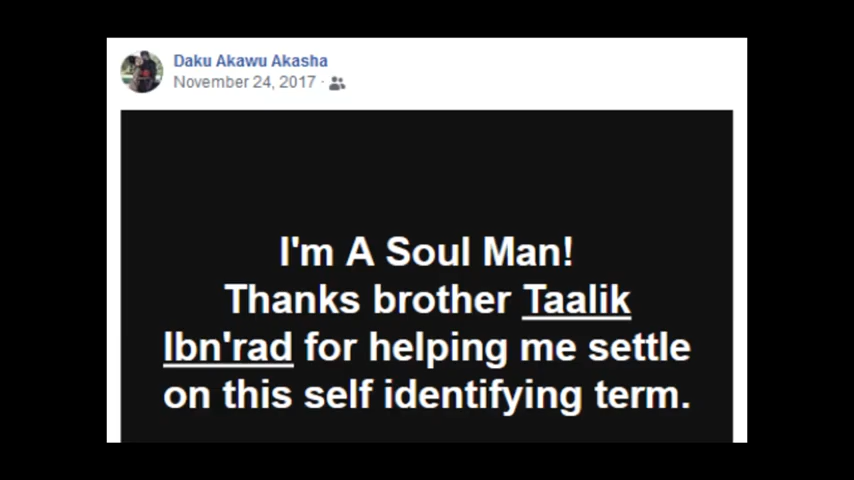 Daku Akawu Akasha
November 24, 2017 ·
I'm A Soul Man!
Thanks brother Taalik
Ibn'rad for helping me settle
on this self identifying term.